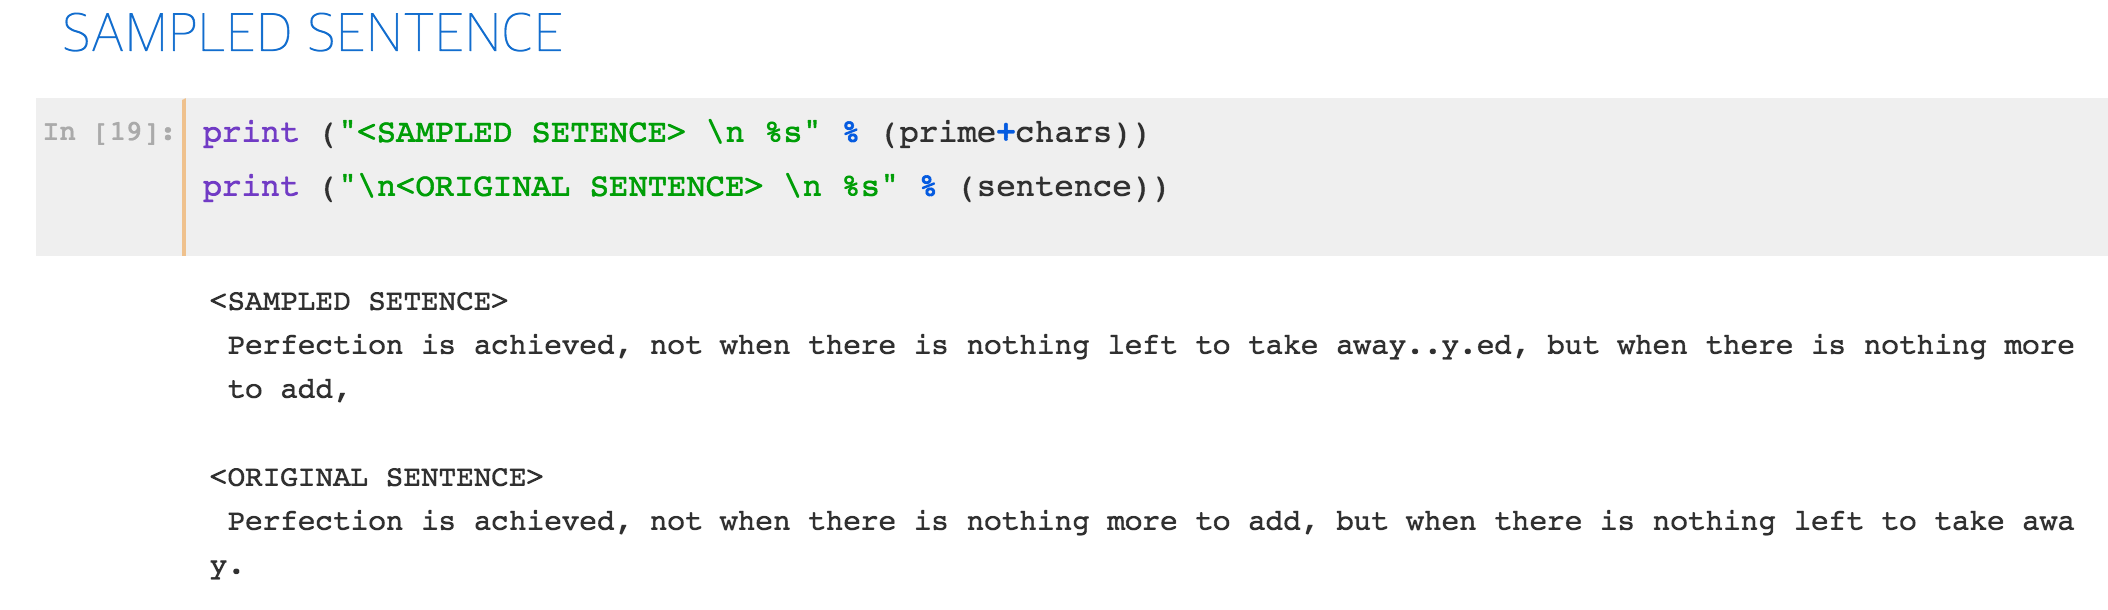 SAMPLED SENTENCE
In [19]: print ("<SAMPLED SETENCE> \n %s" % (prime+chars))
print ("\n<ORIGINAL SENTENCE> \n %s" % (sentence))
<SAMPLED SETENCE>
Perfection is achieved, not when there is nothing left to take away..y.ed, but when there is nothing more
to add,
<ORIGINAL SENTENCE>
Perfection is achieved, not when there is nothing more to add, but when there is nothing left to take awa
y.